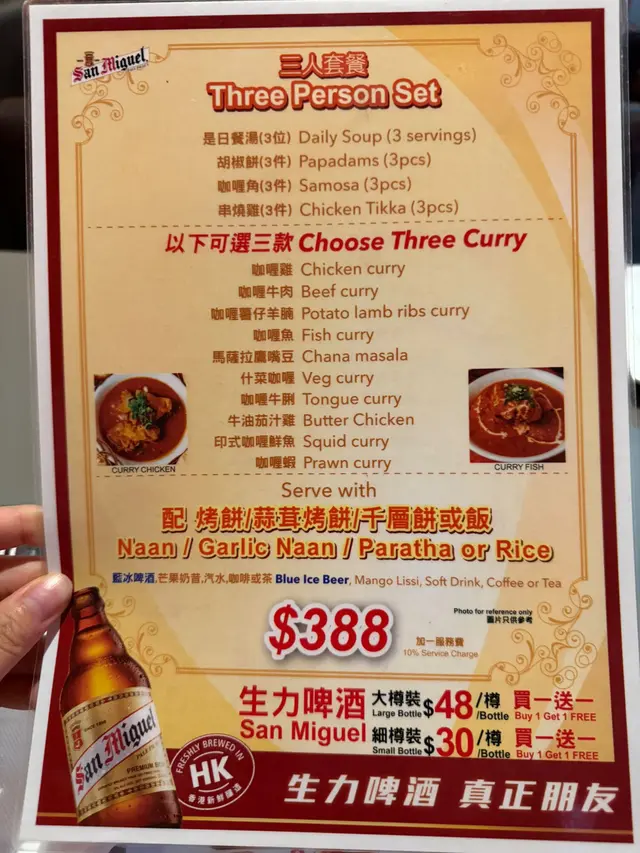 San Miguel
三人套餐
Three Person Set
是日餐湯(3位) Daily Soup (3 servings)
胡椒餅(3件) Papadams (3pcs)
咖喱角(3件) Samosa (3pcs)
串燒雞(3件) Chicken Tikka (3pcs)
以下可選三款 Choose Three Curry
咖喱雞 Chicken curry
咖喱牛肉 Beef curry
咖喱薯仔羊腩 Potato lamb ribs curry
咖喱魚 Fish curry
馬薩拉鷹嘴豆 Chana masala
什菜咖喱 Veg curry
咖喱牛脷 Tongue curry
牛油茄汁雞 Butter Chicken
印式咖喱鮮魷 Squid curry
咖喱蝦 Prawn curry
CURRY CHICKEN
CURRY FISH
Serve with
配 烤餅/蒜茸烤餅/千層餅或飯
Naan / Garlic Naan / Paratha or Rice
藍冰啤酒,芒果奶昔,汽水,咖啡或茶 Blue Ice Beer, Mango Lissi, Soft Drink, Coffee or Tea
$388
加一服務費
10% Service Charge
Photo for reference only
圖片只供參考
生力啤酒 大樽裝 $48/樽 買一送一
San Miguel Large Bottle /Bottle Buy 1 Get 1 FREE
細樽裝 $30/樽 買一送一
Small Bottle /Bottle Buy 1 Get 1 FREE
San Miguel
PREMIUM
FRESHLY BREWED IN
HK
香港新鮮釀造
生力啤酒 真正朋友